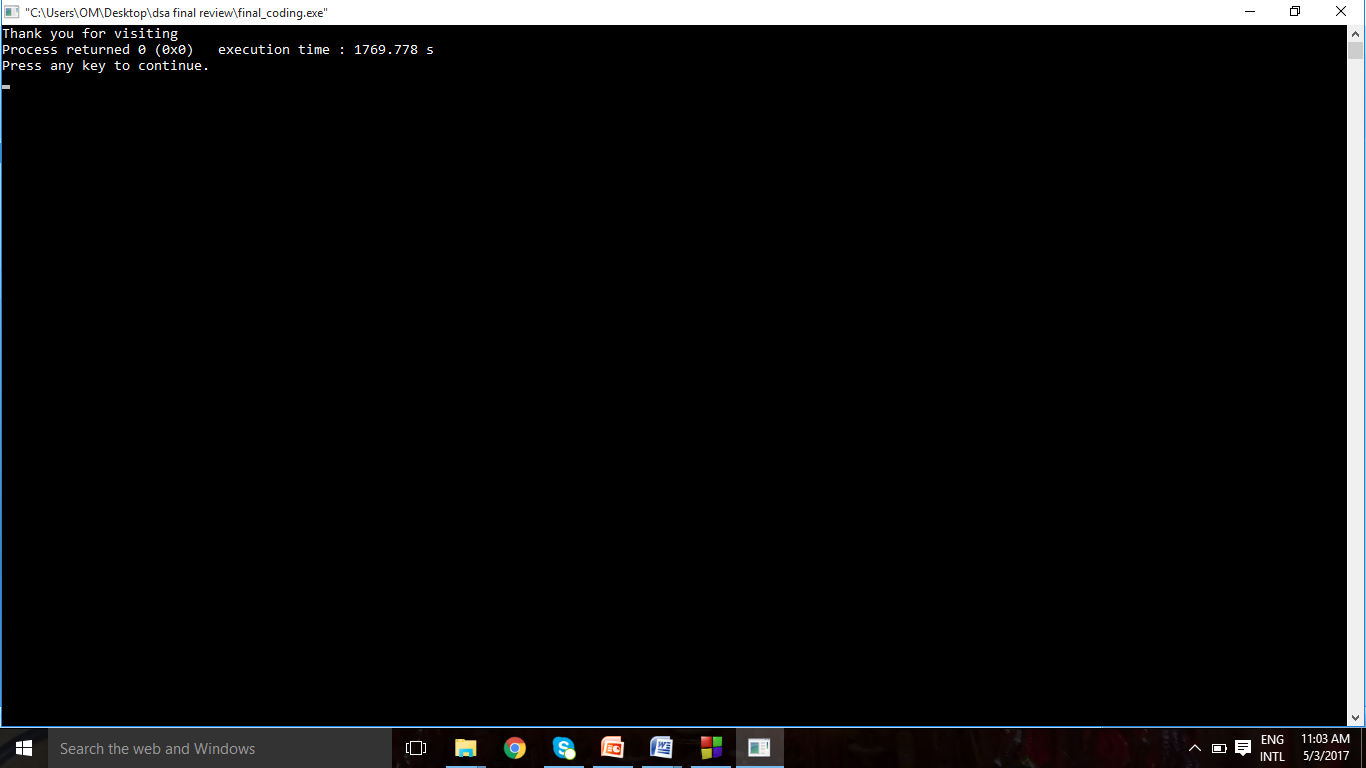 "C:\Users\OM\Desktop\dsa final review\final_coding.exe"
Thank you for visiting
Process returned 0 (0x0)   execution time : 1769.778 s
Press any key to continue.
Search the web and Windows
ENG
INTL
11:03 AM
5/3/2017